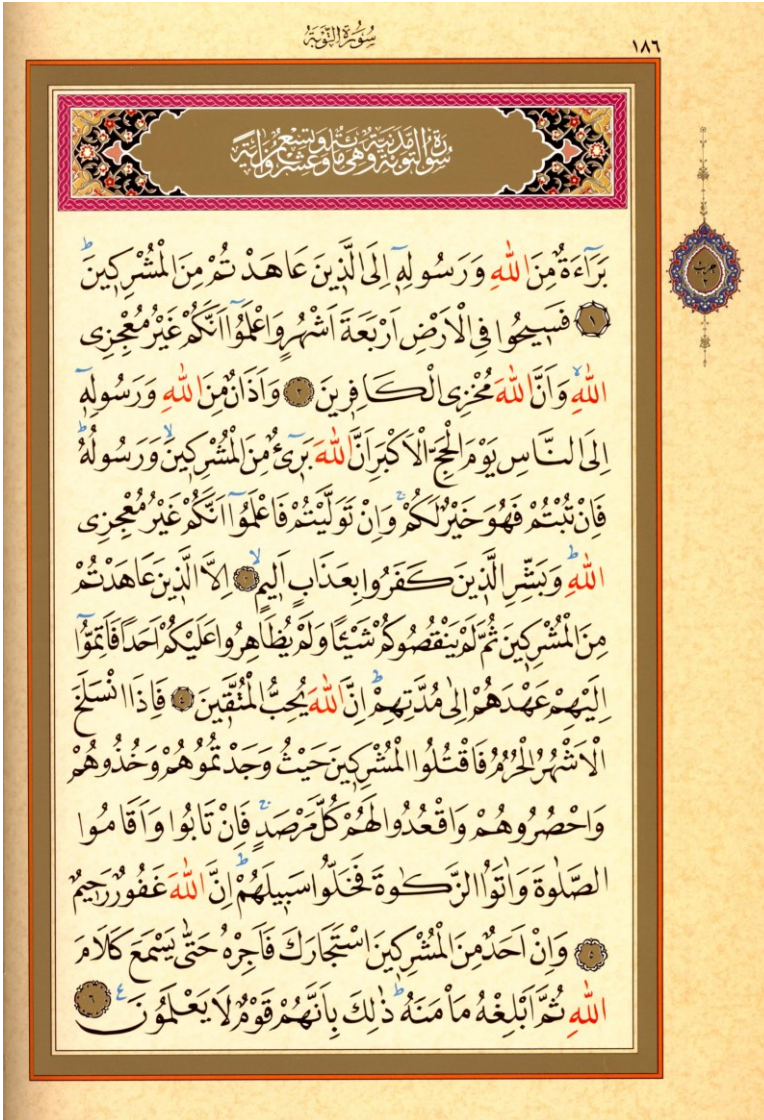 سُورَةُ التَّوْبَةِ
١٨٦
سُورَةُ التَّوْبَةِ مَدَنِيَّةٌ وَهِيَ مِائَةٌ وَتِسْعٌ وَعِشْرُونَ اٰيَةً
حزب ٢
بَرَٓاءَةٌ مِنَ اللّٰهِ وَرَسُولِهِٓ اِلَى الَّذ۪ينَ عَاهَدْتُمْ مِنَ الْمُشْرِك۪ينَۜ
﴿١﴾ فَس۪يحُوا فِي الْاَرْضِ اَرْبَعَةَ اَشْهُرٍ وَاعْلَمُٓوا اَنَّكُمْ غَيْرُ مُعْجِزِي
اللّٰهِۙ وَاَنَّ اللّٰهَ مُخْزِي الْكَافِر۪ينَ ﴿٢﴾ وَاَذَانٌ مِنَ اللّٰهِ وَرَسُولِهِٓ
اِلَى النَّاسِ يَوْمَ الْحَجِّ الْاَكْبَرِ اَنَّ اللّٰهَ بَر۪ٓيءٌ مِنَ الْمُشْرِك۪ينَۙ وَرَسُولُهُۜ
فَاِنْ تُبْتُمْ فَهُوَ خَيْرٌ لَكُمْۚ وَاِنْ تَوَلَّيْتُمْ فَاعْلَمُٓوا اَنَّكُمْ غَيْرُ مُعْجِزِي
اللّٰهِۜ وَبَشِّرِ الَّذ۪ينَ كَفَرُوا بِعَذَابٍ اَل۪يمٍۙ ﴿٣﴾ اِلَّا الَّذ۪ينَ عَاهَدْتُمْ
مِنَ الْمُشْرِك۪ينَ ثُمَّ لَمْ يَنْقُصُوكُمْ شَيْـًٔا وَلَمْ يُظَاهِرُوا عَلَيْكُمْ اَحَدًا فَاَتِمُّٓوا
اِلَيْهِمْ عَهْدَهُمْ اِلٰى مُدَّتِهِمْۜ اِنَّ اللّٰهَ يُحِبُّ الْمُتَّق۪ينَ ﴿٤﴾ فَاِذَا انْسَلَخَ
الْاَشْهُرُ الْحُرُمُ فَاقْتُلُوا الْمُشْرِك۪ينَ حَيْثُ وَجَدْتُمُوهُمْ وَخُذُوهُمْ
وَاحْصُرُوهُمْ وَاقْعُدُوا لَهُمْ كُلَّ مَرْصَدٍۚ فَاِنْ تَابُوا وَاَقَامُوا
الصَّلٰوةَ وَاٰتَوُا الزَّكٰوةَ فَخَلُّوا سَب۪يلَهُمْۜ اِنَّ اللّٰهَ غَفُورٌ رَح۪يمٌ
﴿٥﴾ وَاِنْ اَحَدٌ مِنَ الْمُشْرِك۪ينَ اسْتَجَارَكَ فَاَجِرْهُ حَتّٰى يَسْمَعَ كَلَامَ
اللّٰهِ ثُمَّ اَبْلِغْهُ مَأْمَنَهُۜ ذٰلِكَ بِاَنَّهُمْ قَوْمٌ لَا يَعْلَمُونَ۟ ع ﴿٦﴾